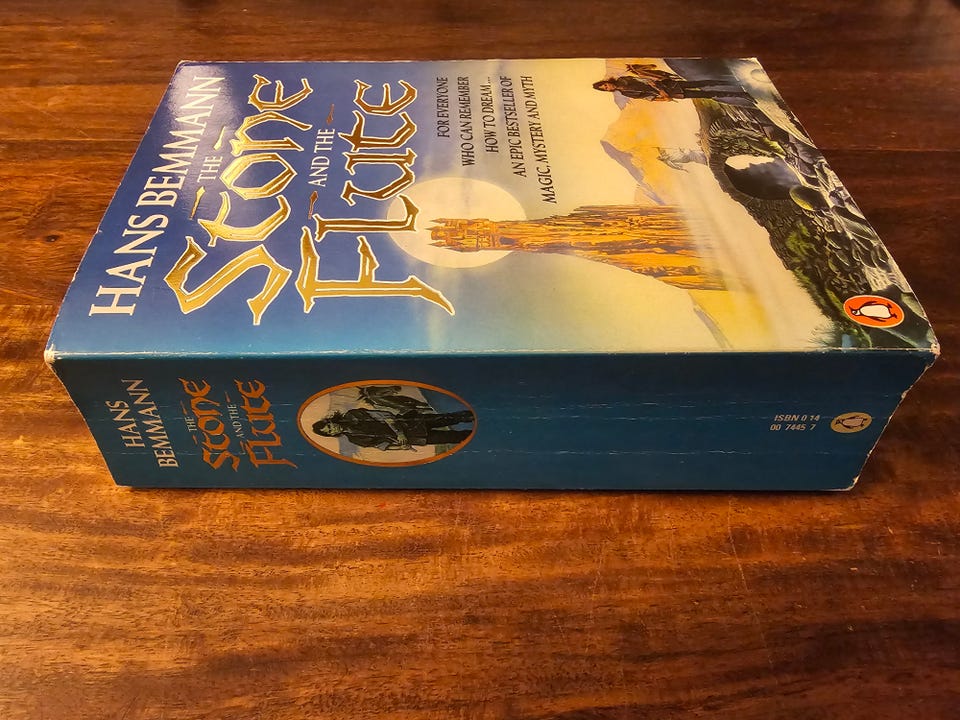 HANS BEMMANN
THE
Stone
AND THE
Flute
FOR EVERYONE
WHO CAN REMEMBER
HOW TO DREAM...
AN EPIC BESTSELLER OF
MAGIC, MYSTERY AND MYTH
HANS
BEMMANN
THE
Stone
AND THE
Flute
ISBN 0 14
00 7445 7